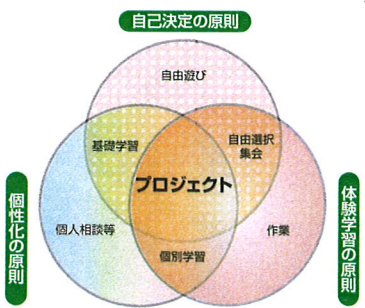 自己決定の原則
自由遊び
基礎学習
自由選択
集会
プロジェクト
個性化の原則
体験学習の原則
個人相談等
作業
個別学習